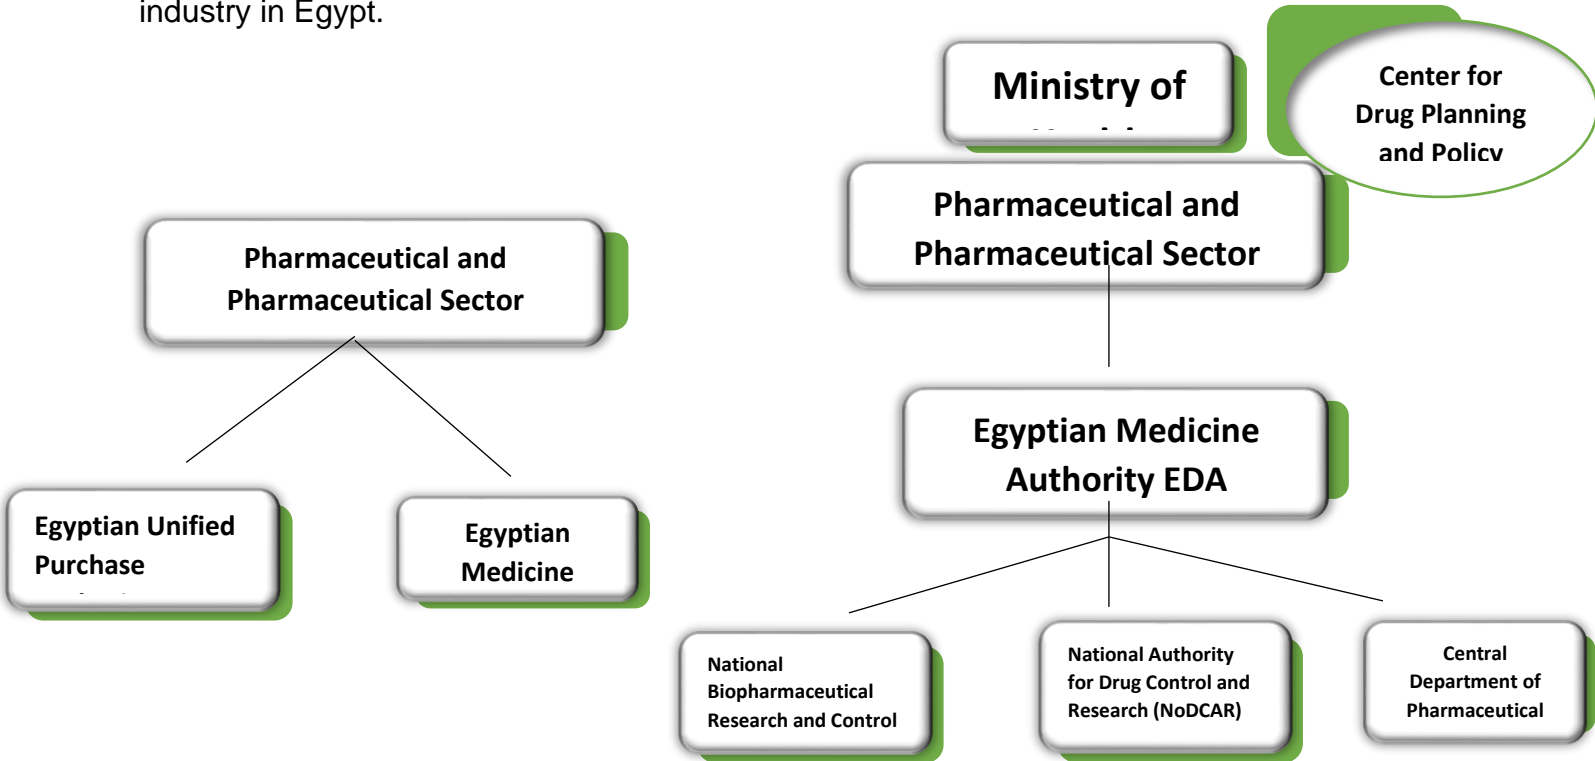 industry in Egypt.
Ministry of
Center for
Drug Planning
and Policy
Pharmaceutical and
Pharmaceutical Sector
Pharmaceutical and
Pharmaceutical Sector
Egyptian Medicine
Authority EDA
Egyptian Unified
Purchase
Egyptian
Medicine
National
Biopharmaceutical
Research and Control
National Authority
for Drug Control and
Research (NoDCAR)
Central
Department of
Pharmaceutical